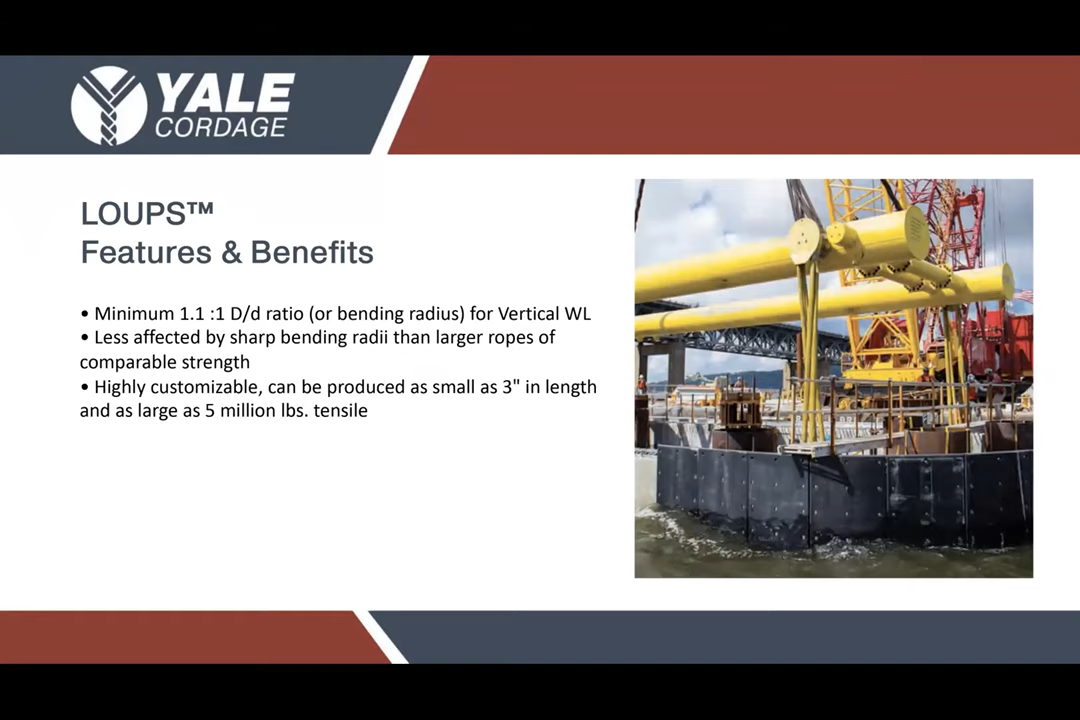 YALE
CORDAGE
LOUPS™
Features & Benefits
• Minimum 1.1 :1 D/d ratio (or bending radius) for Vertical WL
• Less affected by sharp bending radii than larger ropes of
comparable strength
• Highly customizable, can be produced as small as 3" in length
and as large as 5 million lbs. tensile